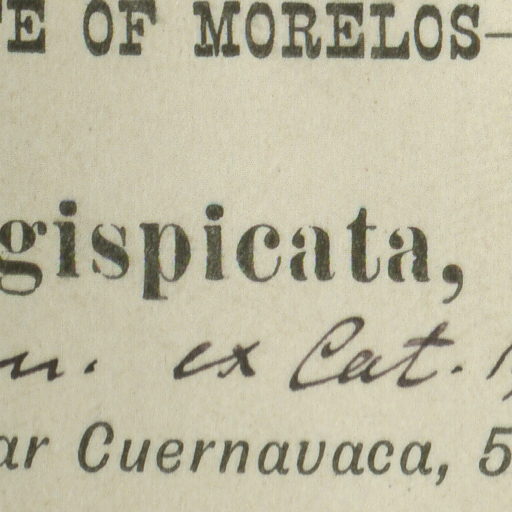 E OF MORELOS—
gispicata,
n. ex Cat.
ar Cuernavaca, 5